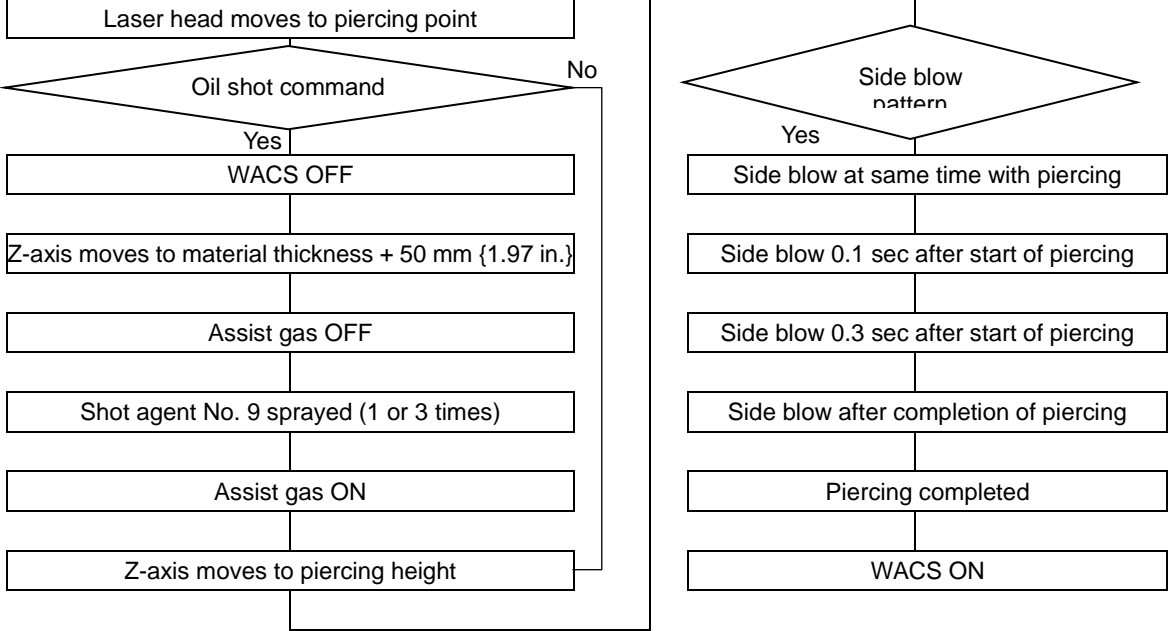 Laser head moves to piercing point
Oil shot command
No
Yes
WACS OFF
Z-axis moves to material thickness + 50 mm {1.97 in.}
Assist gas OFF
Shot agent No. 9 sprayed (1 or 3 times)
Assist gas ON
Z-axis moves to piercing height
Side blow
pattern
Yes
Side blow at same time with piercing
Side blow 0.1 sec after start of piercing
Side blow 0.3 sec after start of piercing
Side blow after completion of piercing
Piercing completed
WACS ON